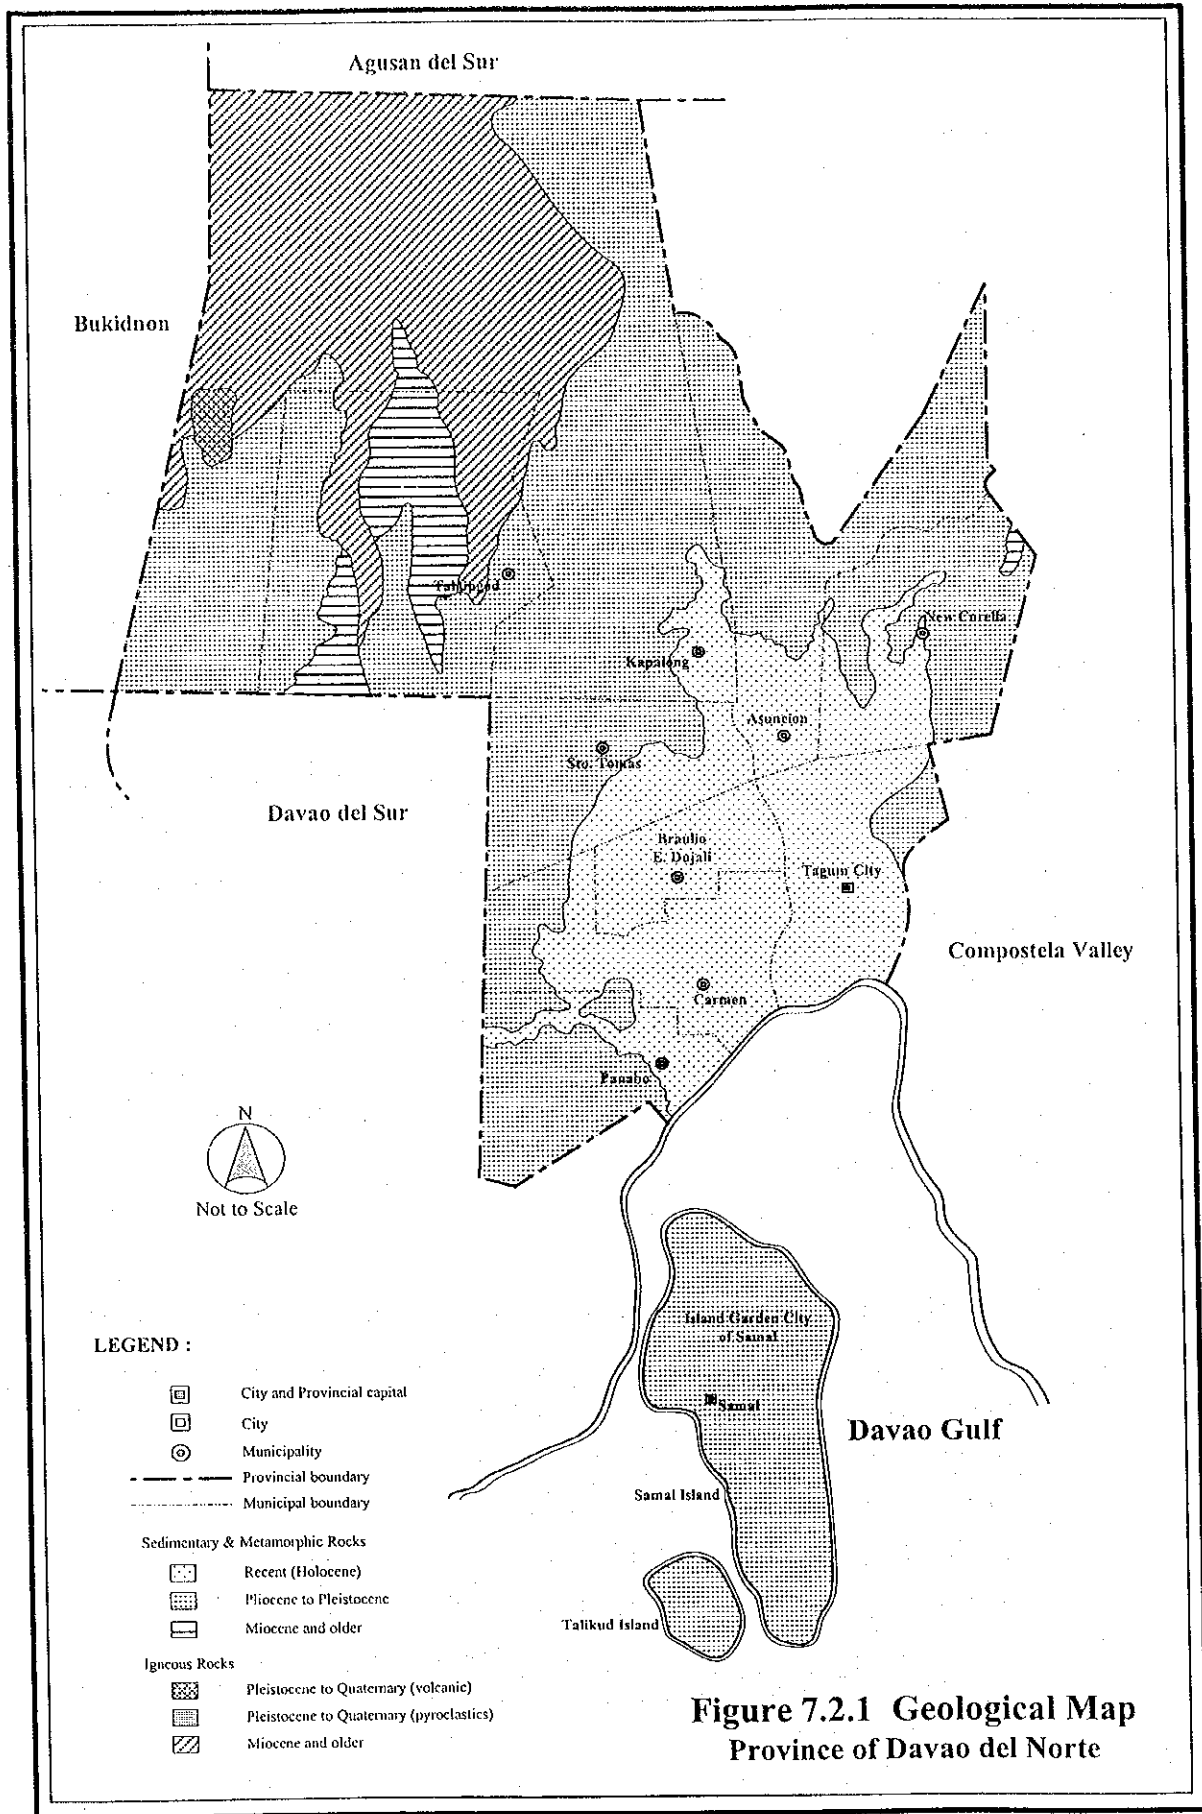 Agusan del Sur
Bukidnon
Talingod
New Corella
Kapalong
Asuncion
Sto. Tomas
Davao del Sur
Braulio
E. Dojali
Tagum City
Compostela Valley
Carmen
Panabo
N
Not to Scale
Island Garden City
of Samal
Samal
Davao Gulf
Samal Island
Talikud Island
LEGEND :
City and Provincial capital
City
Municipality
Provincial boundary
Municipal boundary
Sedimentary & Metamorphic Rocks
Recent (Holocene)
Pliocene to Pleistocene
Miocene and older
Igneous Rocks
Pleistocene to Quaternary (volcanic)
Pleistocene to Quaternary (pyroclastics)
Miocene and older
Figure 7.2.1 Geological Map
Province of Davao del Norte